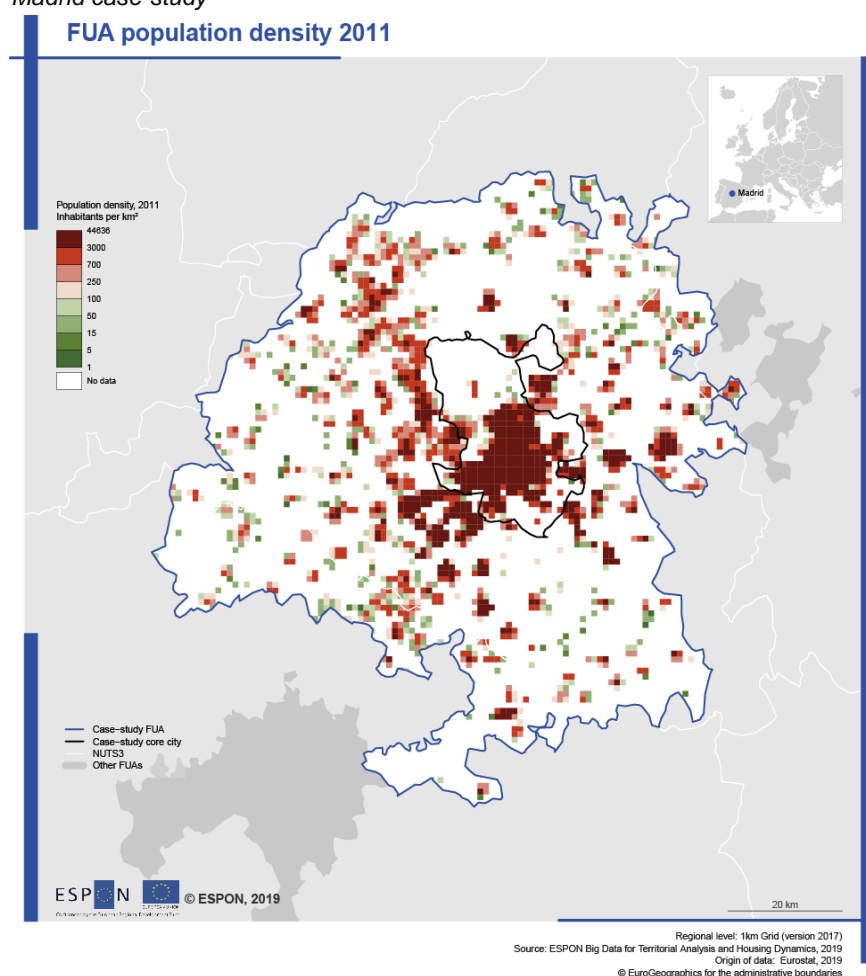 Madrid case-study
FUA population density 2011
Madrid
Population density, 2011
Inhabitants per km²
44636
3000
700
250
100
50
15
5
1
No data
Case–study FUA
Case–study core city
NUTS3
Other FUAs
ESPON
© ESPON, 2019
20 km
Regional level: 1km Grid (version 2017)
Source: ESPON Big Data for Territorial Analysis and Housing Dynamics, 2019
Origin of data: Eurostat, 2019
© EuroGeographics for the administrative boundaries